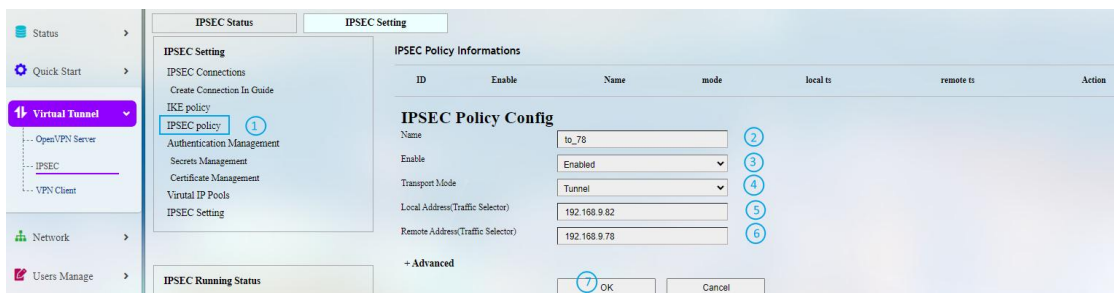 Status
Quick Start
Virtual Tunnel
OpenVPN Server
IPSEC
VPN Client
Network
Users Manage
IPSEC Status
IPSEC Setting
IPSEC Setting
IPSEC Connections
Create Connection In Guide
IKE policy
IPSEC policy 1
Authentication Management
Secrets Management
Certificate Management
Virutal IP Pools
IPSEC Setting
IPSEC Running Status
IPSEC Policy Informations
ID Enable Name mode local ts remote ts Action
IPSEC Policy Config
Name to_78 2
Enable Enabled 3
Transport Mode Tunnel 4
Local Address(Traffic Selector) 192.168.9.82 5
Remote Address(Traffic Selector) 192.168.9.78 6
+ Advanced
7 OK Cancel